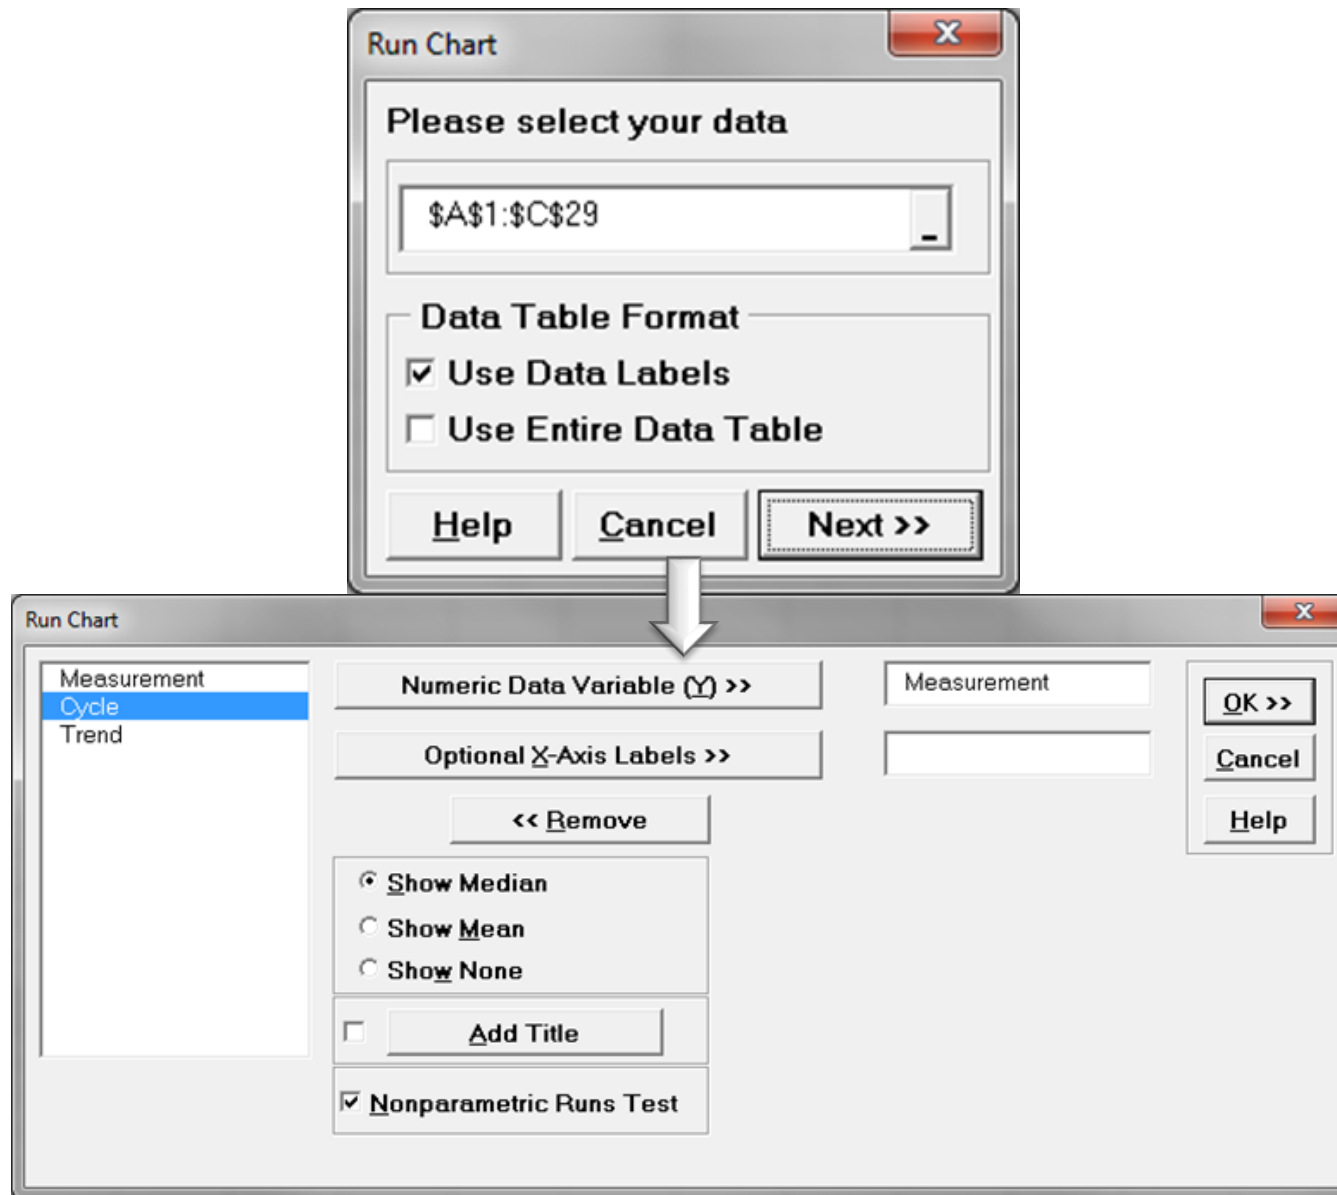 Run Chart
Please select your data
$A$1:$C$29
Data Table Format
Use Data Labels
Use Entire Data Table
Help Cancel Next >>
Run Chart
Measurement
Cycle
Trend
Numeric Data Variable (Y) >>
Measurement
Optional X-Axis Labels >>
<< Remove
Show Median
Show Mean
Show None
Add Title
Nonparametric Runs Test
OK >>
Cancel
Help